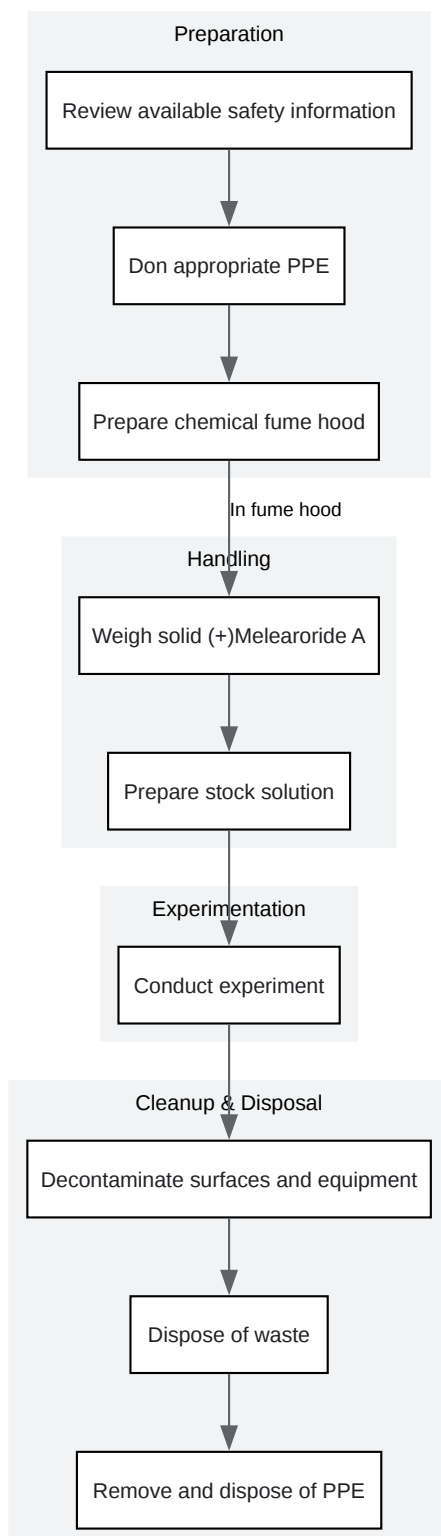 Preparation
Review available safety information
Don appropriate PPE
Prepare chemical fume hood
In fume hood
Handling
Weigh solid (+)Melearoride A
Prepare stock solution
Experimentation
Conduct experiment
Cleanup & Disposal
Decontaminate surfaces and equipment
Dispose of waste
Remove and dispose of PPE